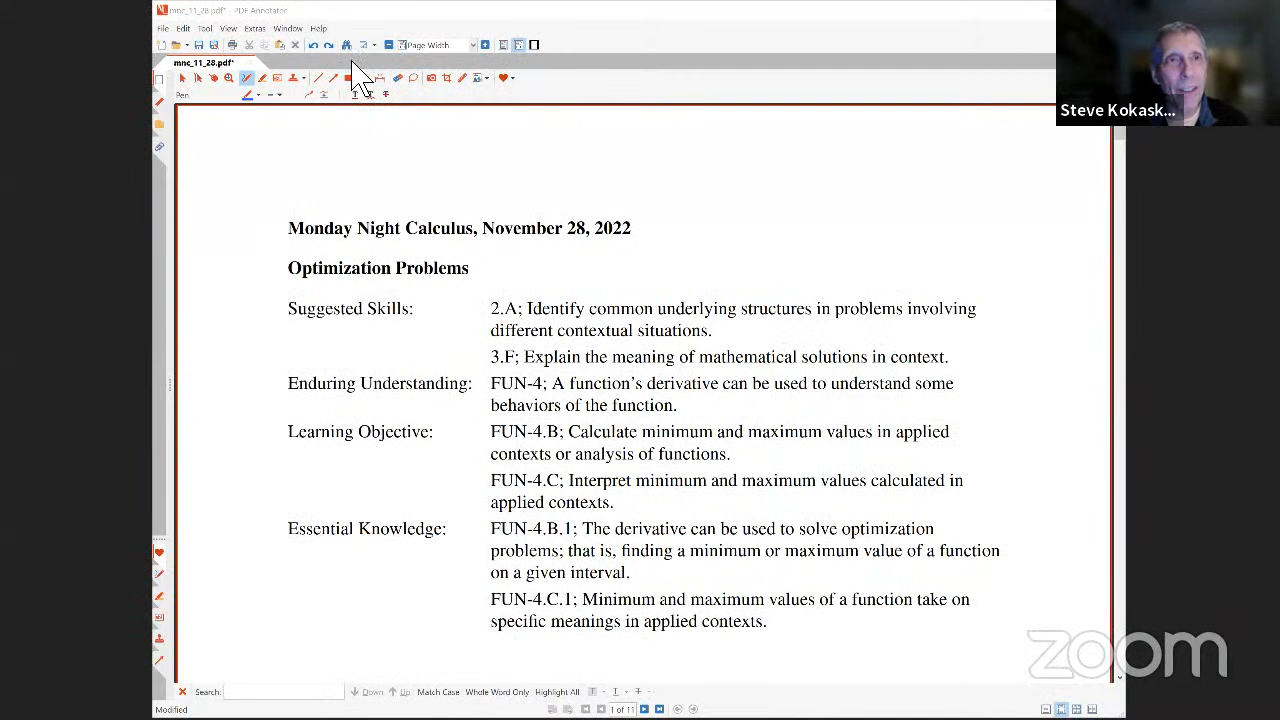 mnc_11_28.pdf* - PDF Annotator
File Edit Tool View Extras Window Help
Page Width
mnc_11_28.pdf*
Pen
Steve Kokask...
Monday Night Calculus, November 28, 2022
Optimization Problems
Suggested Skills: 2.A; Identify common underlying structures in problems involving
different contextual situations.
3.F; Explain the meaning of mathematical solutions in context.
Enduring Understanding: FUN-4; A function's derivative can be used to understand some
behaviors of the function.
Learning Objective: FUN-4.B; Calculate minimum and maximum values in applied
contexts or analysis of functions.
FUN-4.C; Interpret minimum and maximum values calculated in
applied contexts.
Essential Knowledge: FUN-4.B.1; The derivative can be used to solve optimization
problems; that is, finding a minimum or maximum value of a function
on a given interval.
FUN-4.C.1; Minimum and maximum values of a function take on
specific meanings in applied contexts.
zoom
Search: Down Up Match Case Whole Word Only Highlight All
Modified 1 of 11